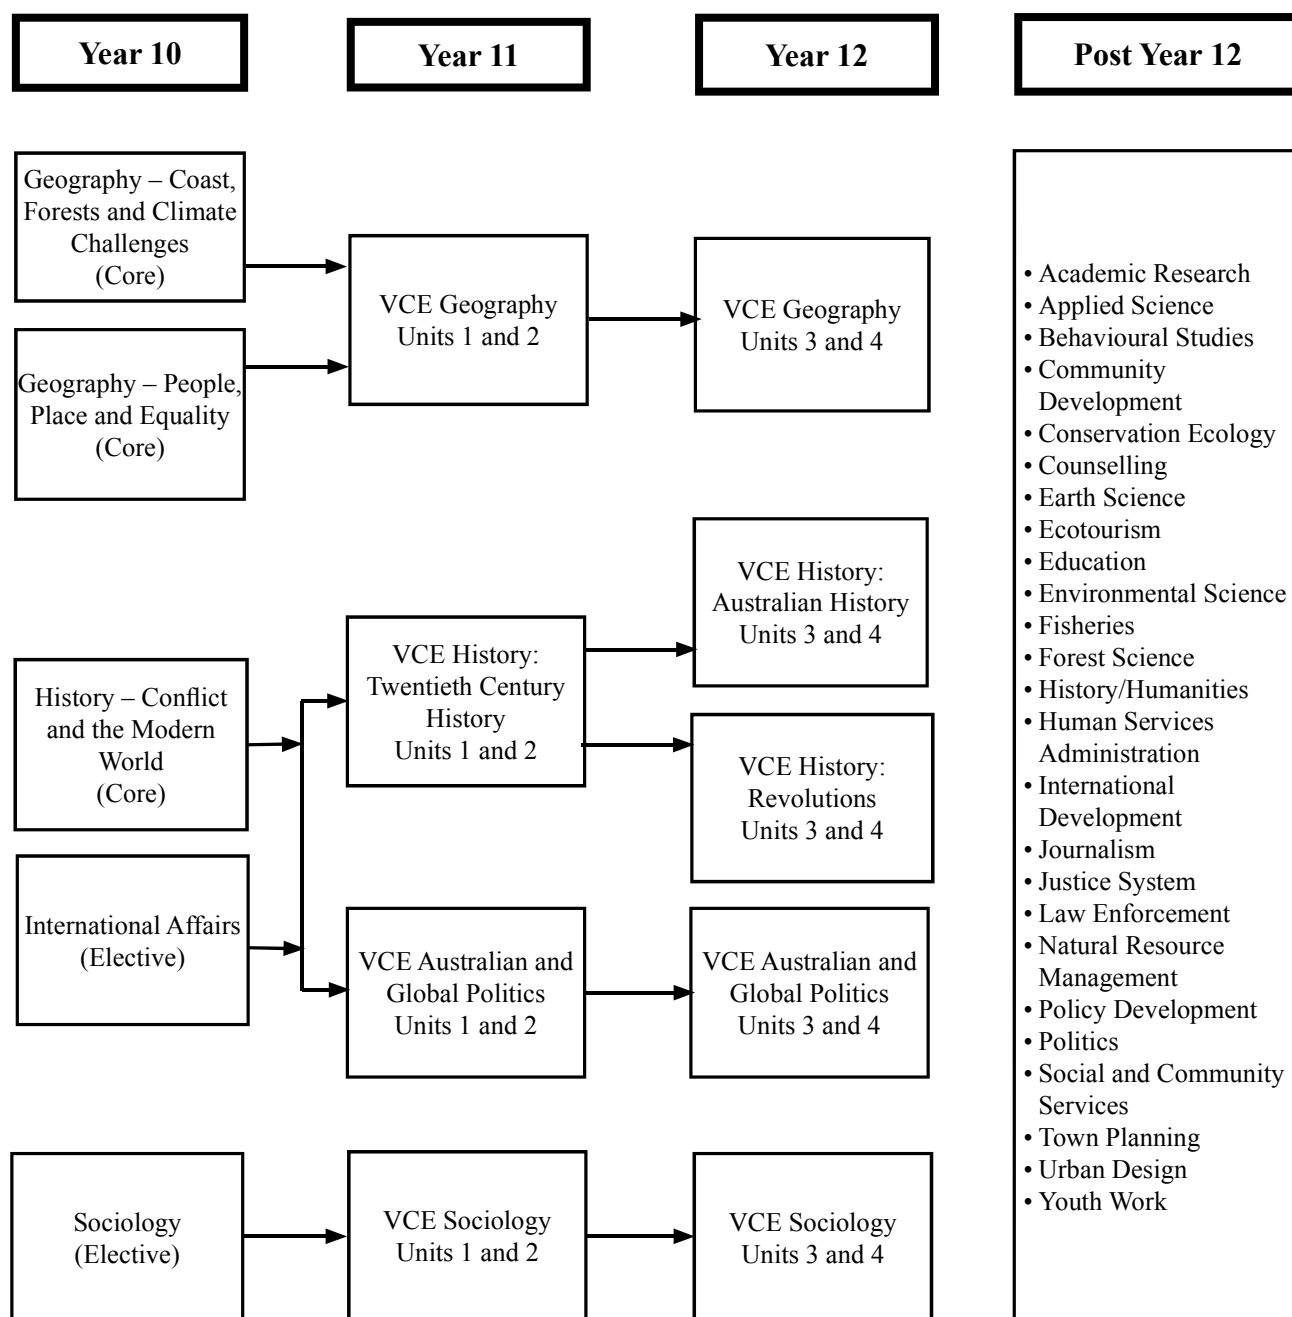 Year 10
Year 11
Year 12
Post Year 12
Geography – Coast,
Forests and Climate
Challenges
(Core)
Geography – People,
Place and Equality
(Core)
VCE Geography
Units 1 and 2
VCE Geography
Units 3 and 4
History – Conflict
and the Modern
World
(Core)
International Affairs
(Elective)
VCE History:
Twentieth Century
History
Units 1 and 2
VCE History:
Australian History
Units 3 and 4
VCE History:
Revolutions
Units 3 and 4
VCE Australian and
Global Politics
Units 1 and 2
VCE Australian and
Global Politics
Units 3 and 4
Sociology
(Elective)
VCE Sociology
Units 1 and 2
VCE Sociology
Units 3 and 4
• Academic Research
• Applied Science
• Behavioural Studies
• Community
Development
• Conservation Ecology
• Counselling
• Earth Science
• Ecotourism
• Education
• Environmental Science
• Fisheries
• Forest Science
• History/Humanities
• Human Services
Administration
• International
Development
• Journalism
• Justice System
• Law Enforcement
• Natural Resource
Management
• Policy Development
• Politics
• Social and Community
Services
• Town Planning
• Urban Design
• Youth Work